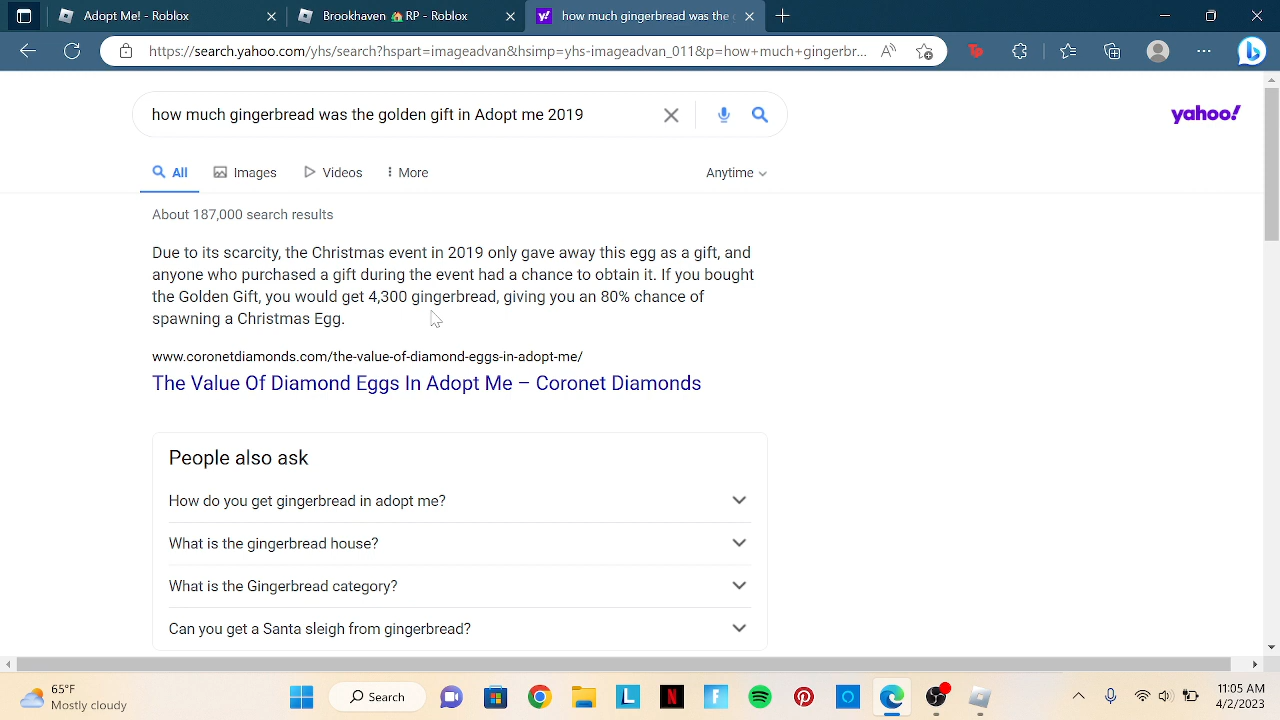 Adopt Me! - Roblox
Brookhaven 🏠RP - Roblox
how much gingerbread was the g
https://search.yahoo.com/yhs/search?hspart=imageadvan&hsimp=yhs-imageadvan_011&p=how+much+gingerbr...
how much gingerbread was the golden gift in Adopt me 2019
yahoo!
All
Images
Videos
More
Anytime
About 187,000 search results
Due to its scarcity, the Christmas event in 2019 only gave away this egg as a gift, and
anyone who purchased a gift during the event had a chance to obtain it. If you bought
the Golden Gift, you would get 4,300 gingerbread, giving you an 80% chance of
spawning a Christmas Egg.
www.coronetdiamonds.com/the-value-of-diamond-eggs-in-adopt-me/
The Value Of Diamond Eggs In Adopt Me – Coronet Diamonds
People also ask
How do you get gingerbread in adopt me?
What is the gingerbread house?
What is the Gingerbread category?
Can you get a Santa sleigh from gingerbread?
65°F
Mostly cloudy
Search
11:05 AM
4/2/2023